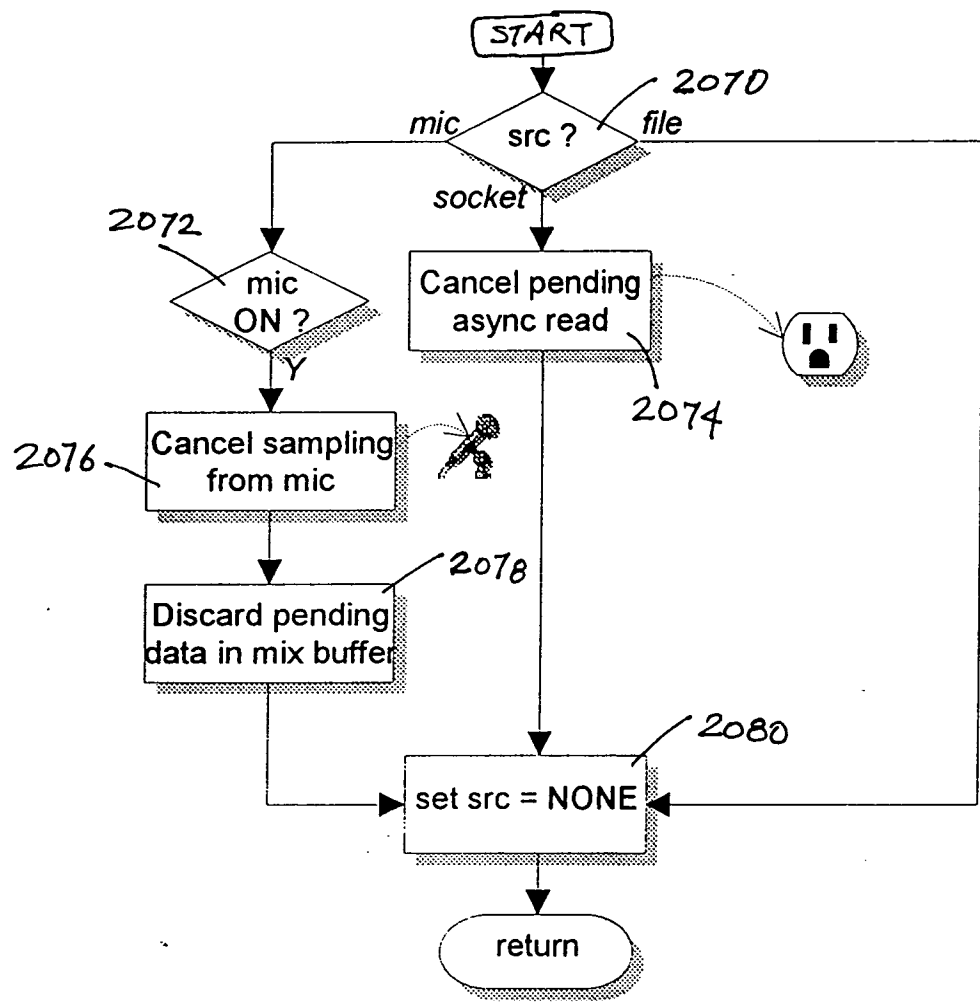 START
2070
mic
src ?
file
socket
2072
mic
ON ?
Cancel pending
async read
Y
2074
Cancel sampling
from mic
2076
2078
Discard pending
data in mix buffer
2080
set src = NONE
return